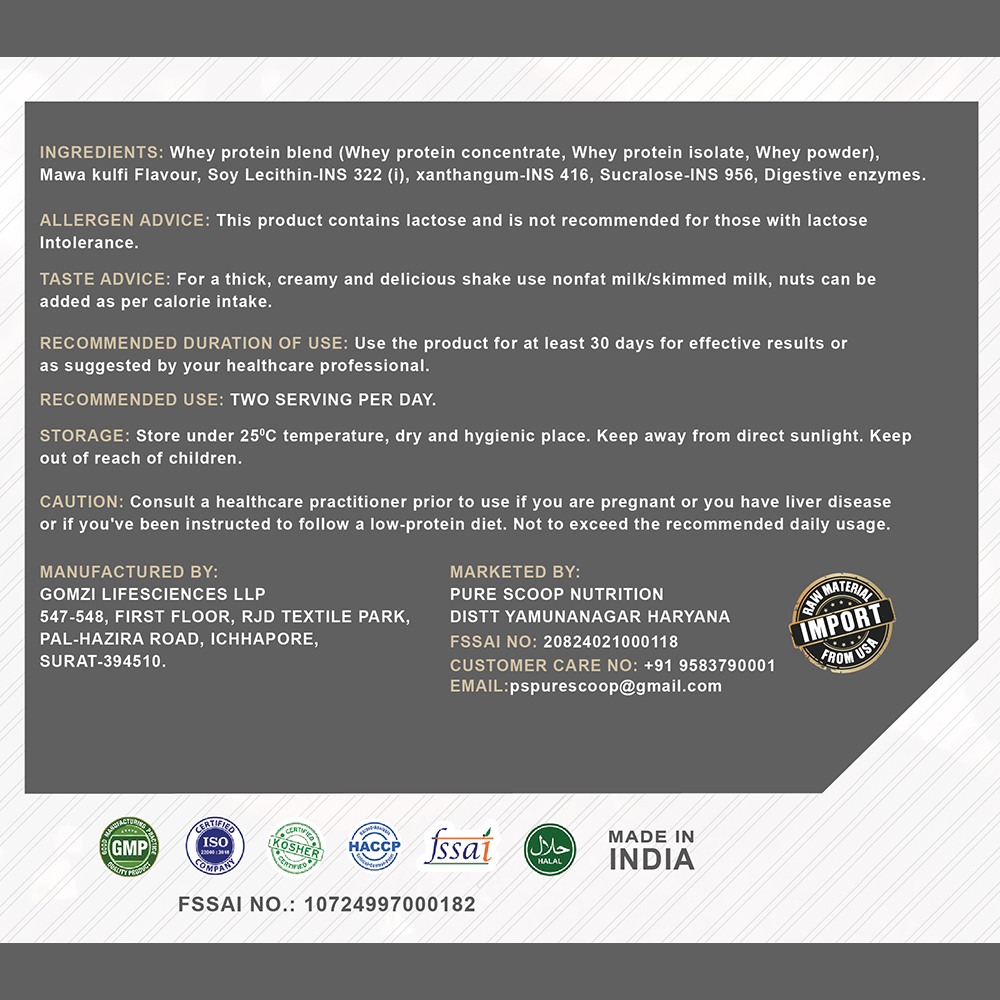 INGREDIENTS: Whey protein blend (Whey protein concentrate, Whey protein isolate, Whey powder),
Mawa kulfi Flavour, Soy Lecithin-INS 322 (i), xanthangum-INS 416, Sucralose-INS 956, Digestive enzymes.
ALLERGEN ADVICE: This product contains lactose and is not recommended for those with lactose
Intolerance.
TASTE ADVICE: For a thick, creamy and delicious shake use nonfat milk/skimmed milk, nuts can be
added as per calorie intake.
RECOMMENDED DURATION OF USE: Use the product for at least 30 days for effective results or
as suggested by your healthcare professional.
RECOMMENDED USE: TWO SERVING PER DAY.
STORAGE: Store under 25⁰C temperature, dry and hygienic place. Keep away from direct sunlight. Keep
out of reach of children.
CAUTION: Consult a healthcare practitioner prior to use if you are pregnant or you have liver disease
or if you've been instructed to follow a low-protein diet. Not to exceed the recommended daily usage.
MANUFACTURED BY:
GOMZI LIFESCIENCES LLP
547-548, FIRST FLOOR, RJD TEXTILE PARK,
PAL-HAZIRA ROAD, ICHHAPORE,
SURAT-394510.
MARKETED BY:
PURE SCOOP NUTRITION
DISTT YAMUNANAGAR HARYANA
FSSAI NO: 20824021000118
CUSTOMER CARE NO: +91 9583790001
EMAIL:pspurescoop@gmail.com
RAW MATERIAL
IMPORT
FROM USA
GOOD MANUFACTURING PRACTICE
GMP
QUALITY PRODUCT
CERTIFIED
ISO
22000 : 2018
COMPANY
CERTIFIED
KOSHER
CERTIFIED
HACCP
fssai
حلال
HALAL
MADE IN
INDIA
FSSAI NO.: 10724997000182